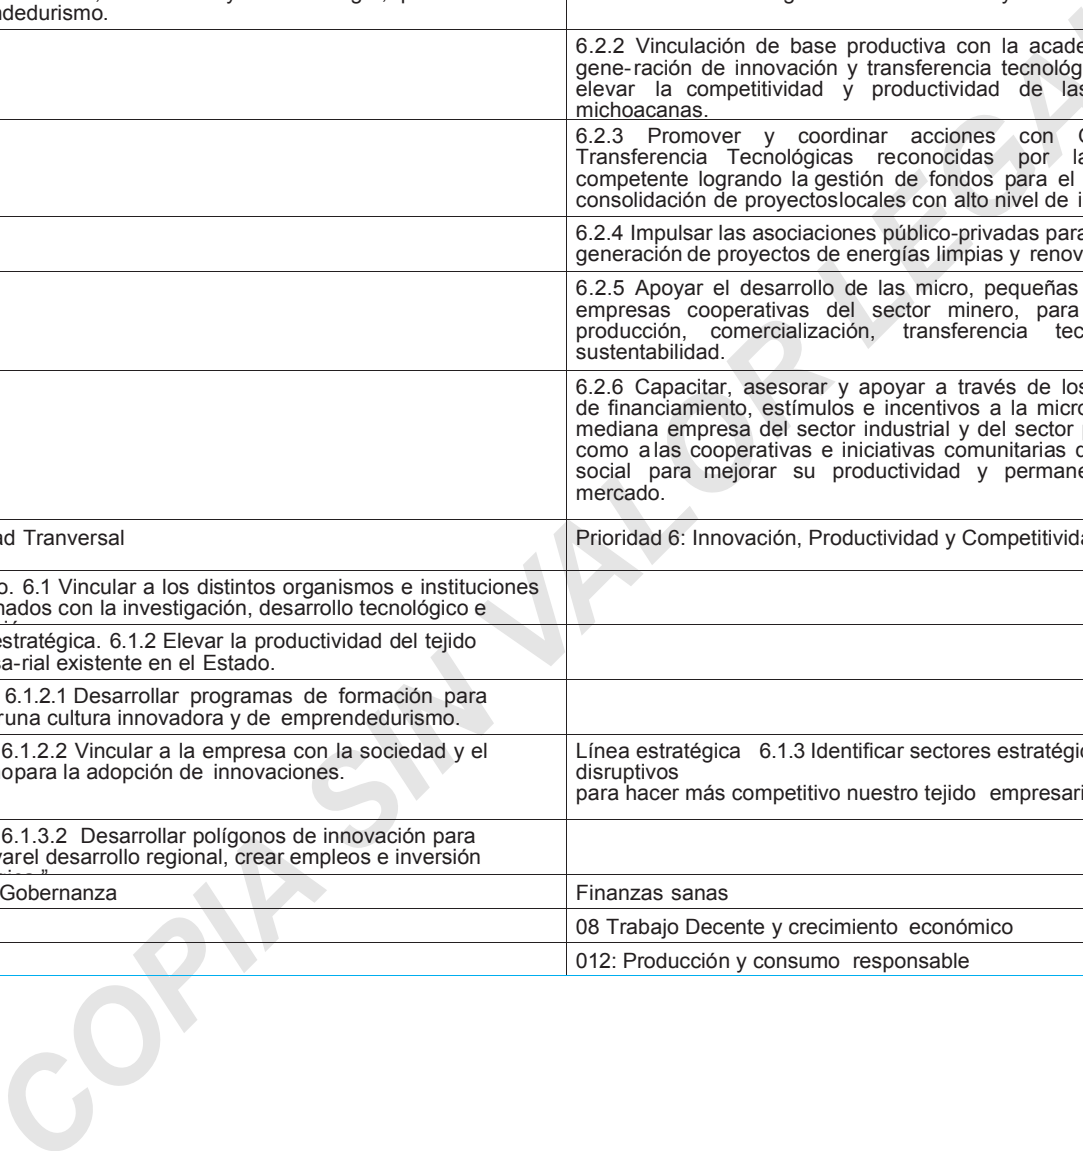 ndedurismo.
6.2.2 Vinculación de base productiva con la acade
gene-ración de innovación y transferencia tecnológ
elevar la competitividad y productividad de las
michoacanas.
6.2.3 Promover y coordinar acciones con
Transferencia Tecnológicas reconocidas por la
competente logrando la gestión de fondos para el
consolidación de proyectoslocales con alto nivel de i
6.2.4 Impulsar las asociaciones público-privadas para
generación de proyectos de energías limpias y renov
6.2.5 Apoyar el desarrollo de las micro, pequeñas
empresas cooperativas del sector minero, para
producción, comercialización, transferencia tec
sustentabilidad.
6.2.6 Capacitar, asesorar y apoyar a través de los
de financiamiento, estímulos e incentivos a la micro
mediana empresa del sector industrial y del sector
como alas cooperativas e iniciativas comunitarias d
social para mejorar su productividad y permane
mercado.
ad Tranversal
Prioridad 6: Innovación, Productividad y Competitivida
o. 6.1 Vincular a los distintos organismos e instituciones
nados con la investigación, desarrollo tecnológico e
estratégica. 6.1.2 Elevar la productividad del tejido
sa-rial existente en el Estado.
6.1.2.1 Desarrollar programas de formación para
runa cultura innovadora y de emprendedurismo.
6.1.2.2 Vincular a la empresa con la sociedad y el
opara la adopción de innovaciones.
Línea estratégica 6.1.3 Identificar sectores estratégic
disruptivos
para hacer más competitivo nuestro tejido empresari
6.1.3.2 Desarrollar polígonos de innovación para
varel desarrollo regional, crear empleos e inversión
Gobernanza
Finanzas sanas
08 Trabajo Decente y crecimiento económico
012: Producción y consumo responsable
COPIA SIN VALOR LEGA